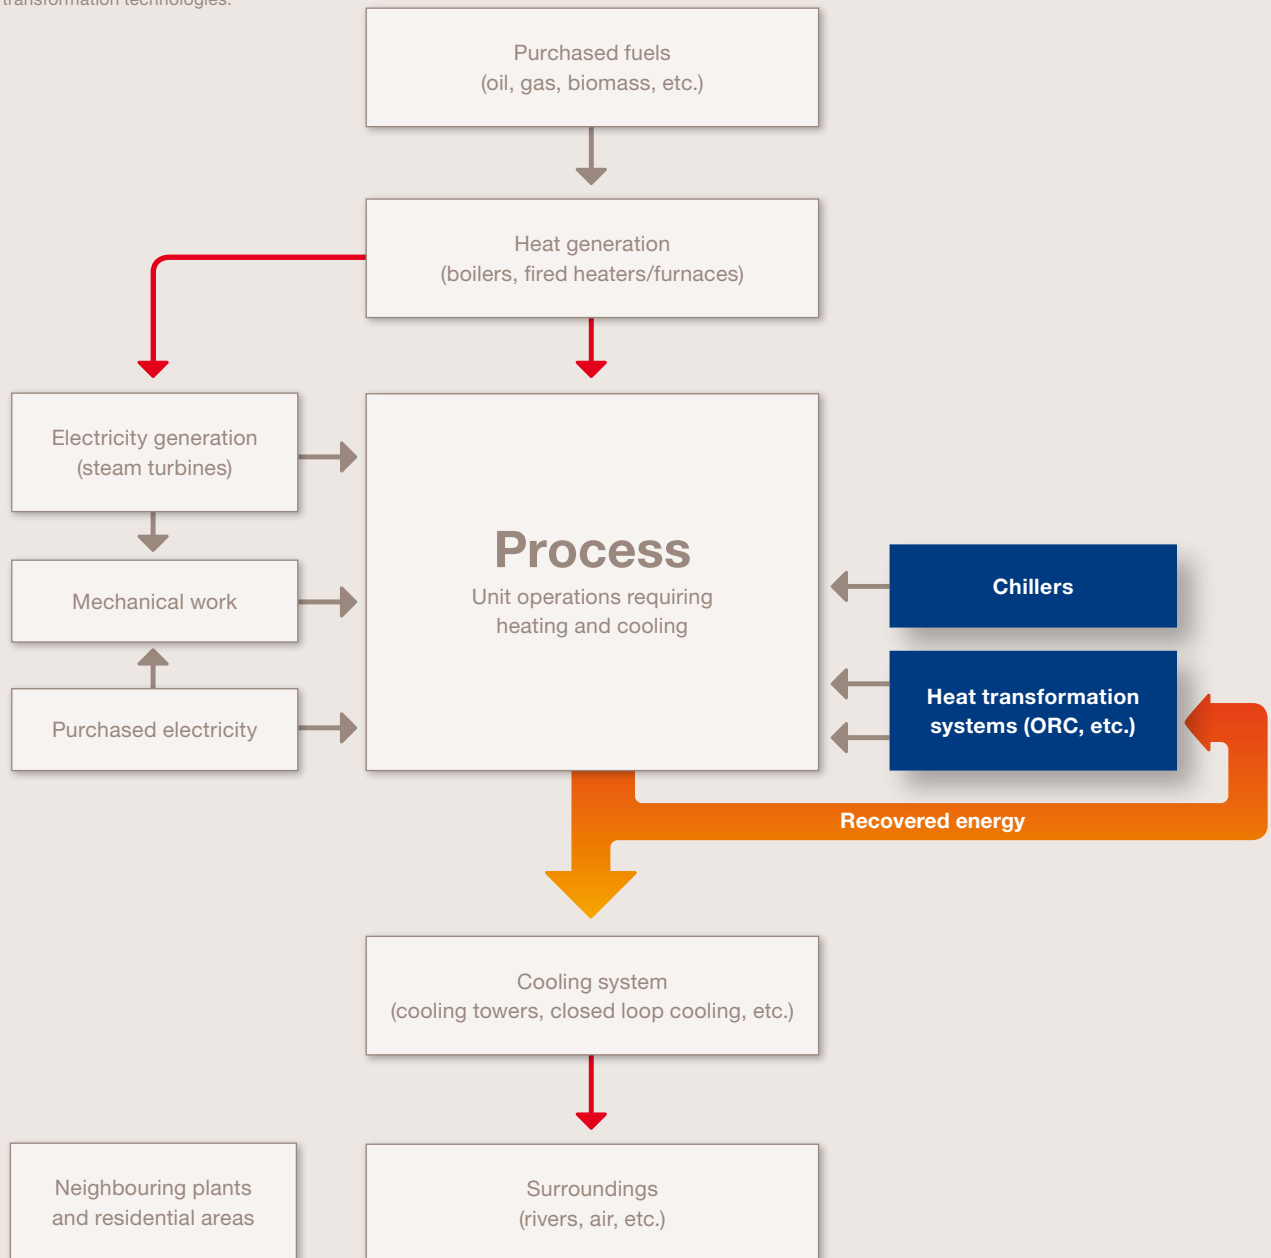 transformation technologies.
Purchased fuels
(oil, gas, biomass, etc.)
Heat generation
(boilers, fired heaters/furnaces)
Electricity generation
(steam turbines)
Mechanical work
Purchased electricity
Process
Unit operations requiring
heating and cooling
Chillers
Heat transformation
systems (ORC, etc.)
Recovered energy
Cooling system
(cooling towers, closed loop cooling, etc.)
Neighbouring plants
and residential areas
Surroundings
(rivers, air, etc.)